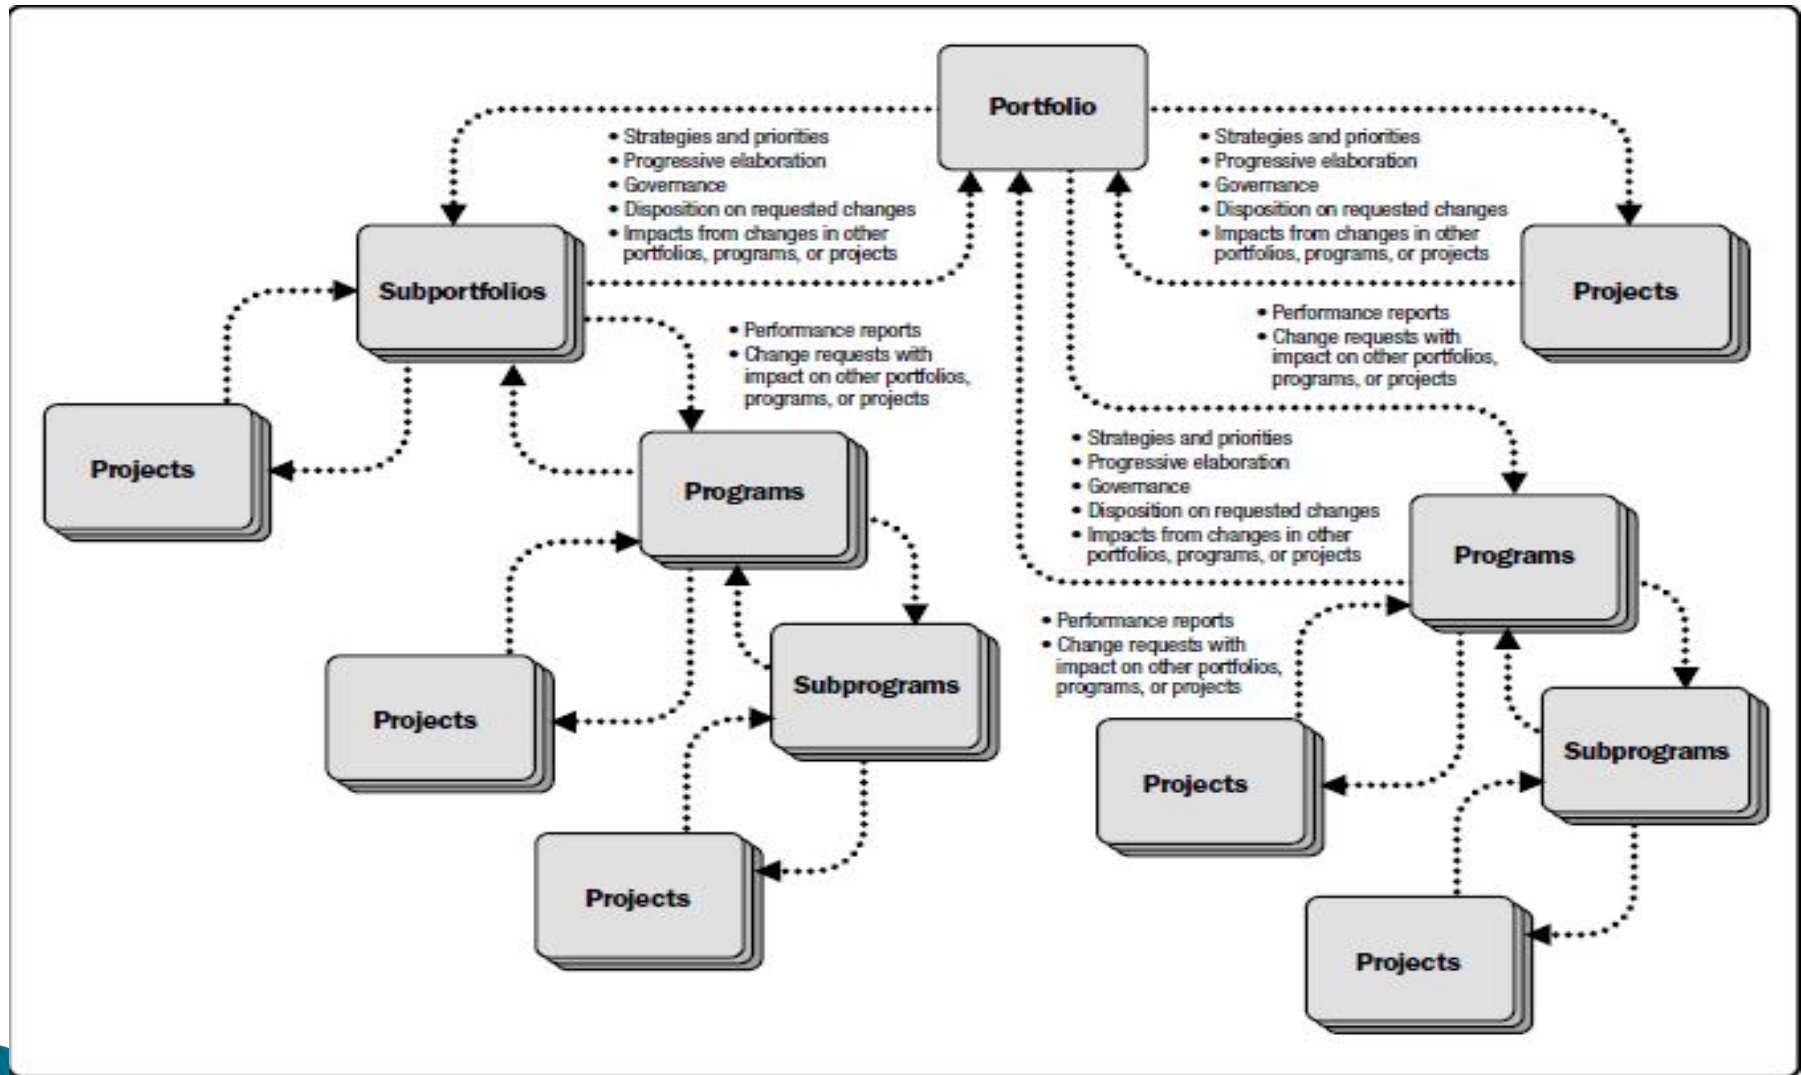 Portfolio
• Strategies and priorities
• Progressive elaboration
• Governance
• Disposition on requested changes
• Impacts from changes in other
portfolios, programs, or projects
• Strategies and priorities
• Progressive elaboration
• Governance
• Disposition on requested changes
• Impacts from changes in other
portfolios, programs, or projects
Subportfolios
Projects
• Performance reports
• Change requests with
impact on other portfolios,
programs, or projects
• Performance reports
• Change requests with
impact on other portfolios,
programs, or projects
Projects
Programs
• Strategies and priorities
• Progressive elaboration
• Governance
• Disposition on requested changes
• Impacts from changes in other
portfolios, programs, or projects
Programs
• Performance reports
• Change requests with
impact on other portfolios,
programs, or projects
Projects
Subprograms
Projects
Subprograms
Projects
Projects